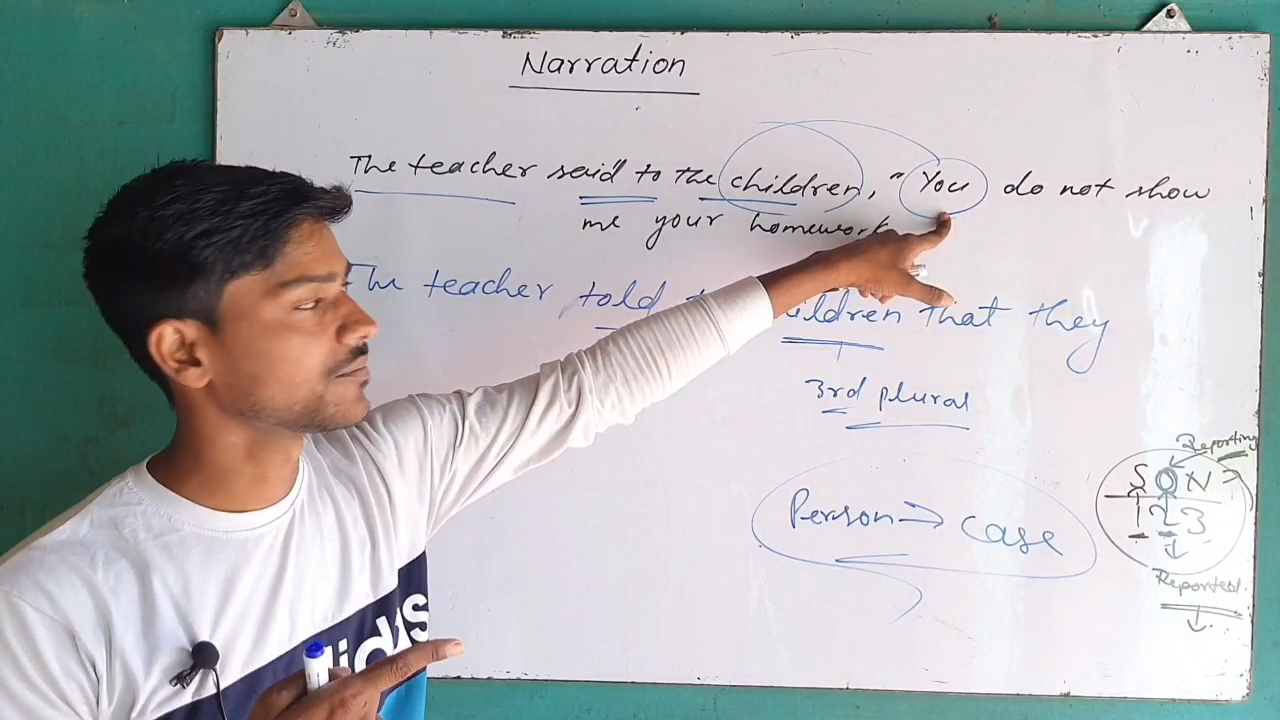 Narration
The teacher said to the children, "You do not show
me your homework
The teacher told children that they
3rd plural
Person → Case
Reporting
S O N
1 2 3
Reported